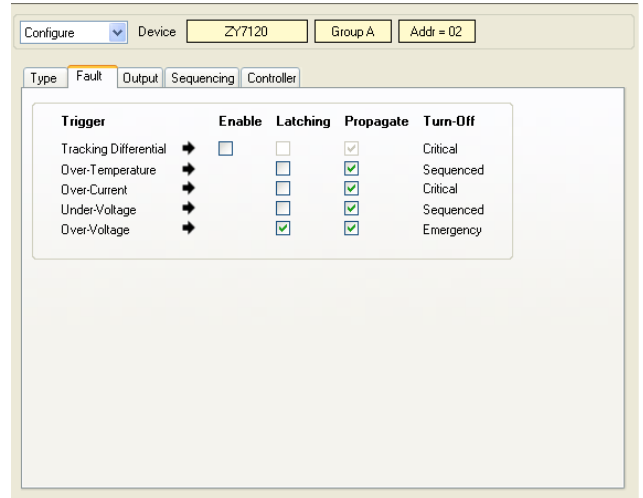 Configure Device ZY7120 Group A Addr = 02
Type Fault Output Sequencing Controller
Trigger Enable Latching Propagate Turn-Off
Tracking Differential Critical
Over-Temperature Sequenced
Over-Current Critical
Under-Voltage Sequenced
Over-Voltage Emergency